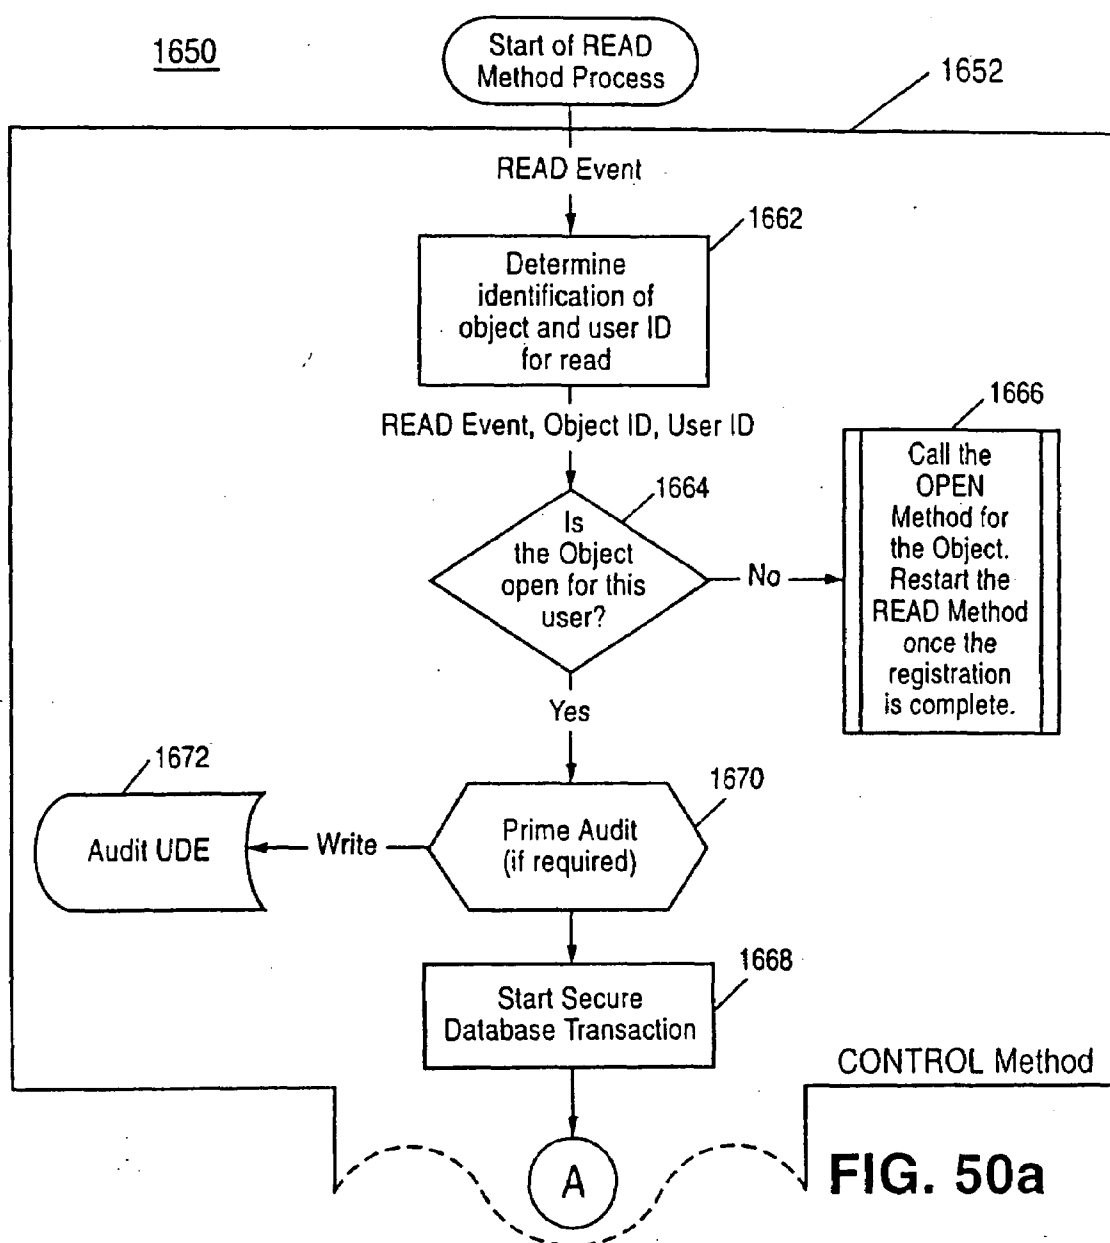 1650
Start of READ
Method Process
1652
READ Event
1662
Determine
identification of
object and user ID
for read
READ Event, Object ID, User ID
1666
Call the
OPEN
Method for
the Object.
Restart the
READ Method
once the
registration
is complete.
1664
Is
the Object
open for this
user?
No
Yes
1672
Audit UDE
Write
1670
Prime Audit
(if required)
1668
Start Secure
Database Transaction
CONTROL Method
A
FIG. 50a